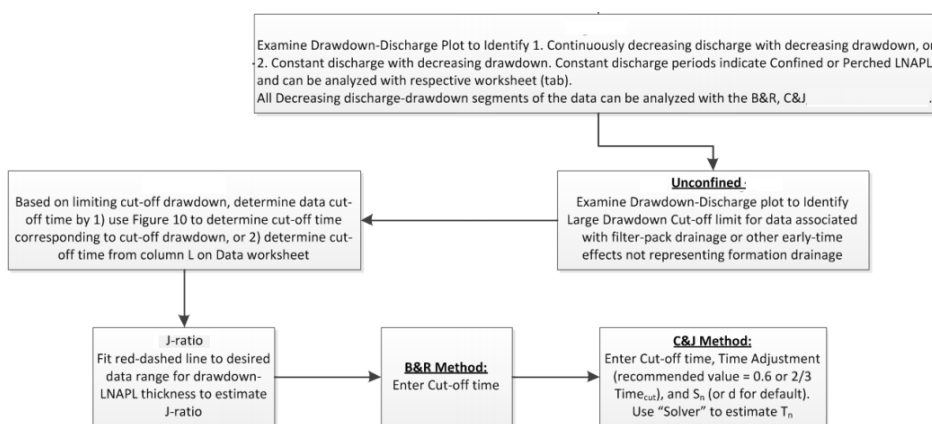 Examine Drawdown-Discharge Plot to Identify 1. Continuously decreasing discharge with decreasing drawdown, or
2. Constant discharge with decreasing drawdown. Constant discharge periods indicate Confined or Perched LNAPL
and can be analyzed with respective worksheet (tab).
All Decreasing discharge-drawdown segments of the data can be analyzed with the B&R, C&J .
Unconfined
Examine Drawdown-Discharge plot to Identify
Large Drawdown Cut-off limit for data associated
with filter-pack drainage or other early-time
effects not representing formation drainage
Based on limiting cut-off drawdown, determine data cut-
off time by 1) use Figure 10 to determine cut-off time
corresponding to cut-off drawdown, or 2) determine cut-
off time from column L on Data worksheet
J-ratio
Fit red-dashed line to desired
data range for drawdown-
LNAPL thickness to estimate
J-ratio
B&R Method:
Enter Cut-off time
C&J Method:
Enter Cut-off time, Time Adjustment
(recommended value = 0.6 or 2/3
Time_cut), and S_n (or d for default).
Use “Solver” to estimate T_n